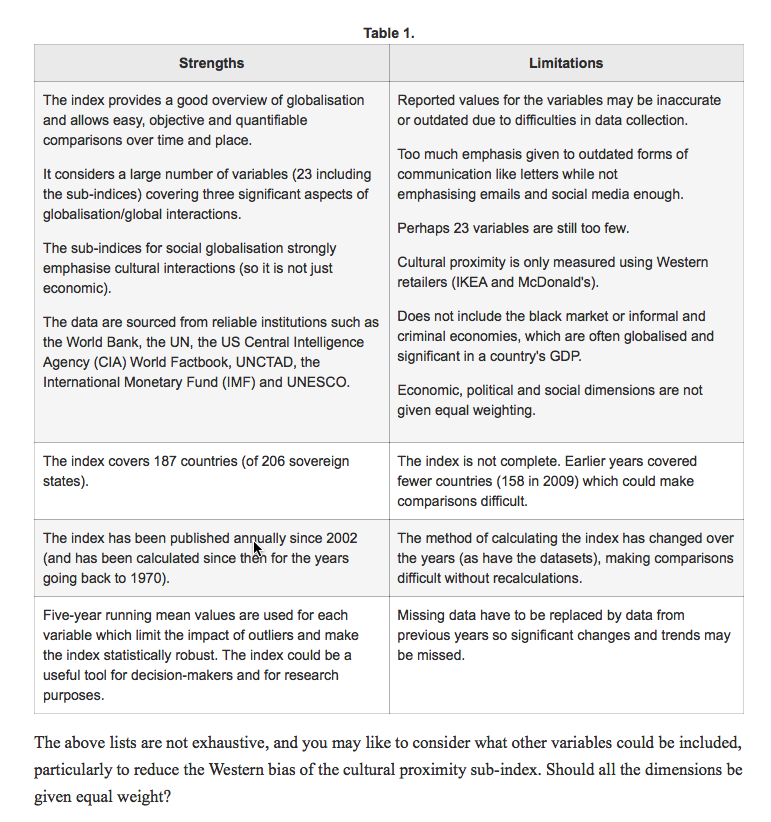 Table 1.
Strengths
Limitations
The index provides a good overview of globalisation
and allows easy, objective and quantifiable
comparisons over time and place.
It considers a large number of variables (23 including
the sub-indices) covering three significant aspects of
globalisation/global interactions.
The sub-indices for social globalisation strongly
emphasise cultural interactions (so it is not just
economic).
The data are sourced from reliable institutions such as
the World Bank, the UN, the US Central Intelligence
Agency (CIA) World Factbook, UNCTAD, the
International Monetary Fund (IMF) and UNESCO.
Reported values for the variables may be inaccurate
or outdated due to difficulties in data collection.
Too much emphasis given to outdated forms of
communication like letters while not
emphasising emails and social media enough.
Perhaps 23 variables are still too few.
Cultural proximity is only measured using Western
retailers (IKEA and McDonald's).
Does not include the black market or informal and
criminal economies, which are often globalised and
significant in a country's GDP.
Economic, political and social dimensions are not
given equal weighting.
The index covers 187 countries (of 206 sovereign
states).
The index is not complete. Earlier years covered
fewer countries (158 in 2009) which could make
comparisons difficult.
The index has been published annually since 2002
(and has been calculated since then for the years
going back to 1970).
The method of calculating the index has changed over
the years (as have the datasets), making comparisons
difficult without recalculations.
Five-year running mean values are used for each
variable which limit the impact of outliers and make
the index statistically robust. The index could be a
useful tool for decision-makers and for research
purposes.
Missing data have to be replaced by data from
previous years so significant changes and trends may
be missed.
The above lists are not exhaustive, and you may like to consider what other variables could be included,
particularly to reduce the Western bias of the cultural proximity sub-index. Should all the dimensions be
given equal weight?